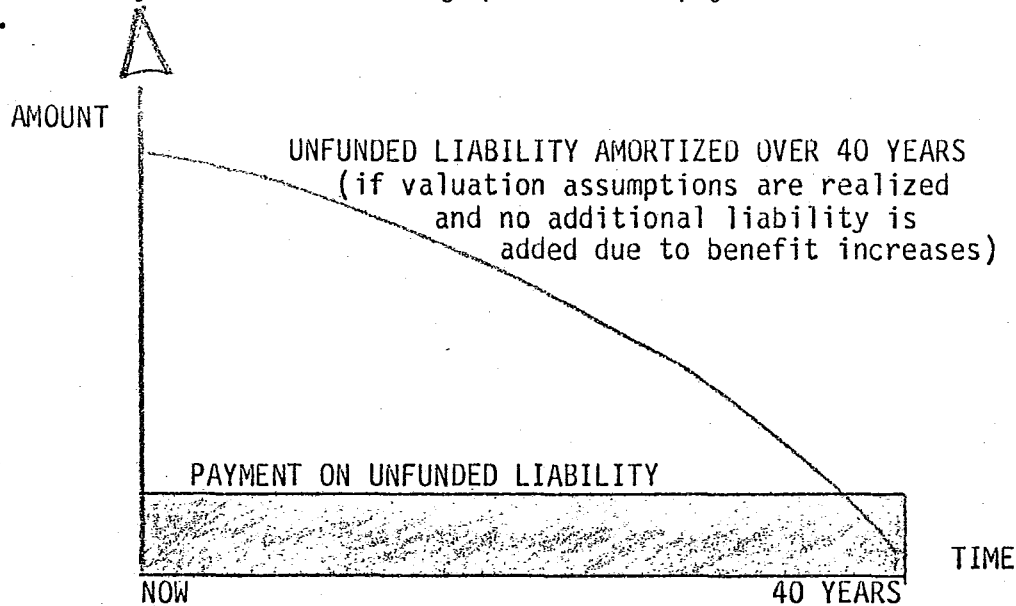 AMOUNT
UNFUNDED LIABILITY AMORTIZED OVER 40 YEARS
(if valuation assumptions are realized
and no additional liability is
added due to benefit increases)
PAYMENT ON UNFUNDED LIABILITY
TIME
NOW
40 YEARS